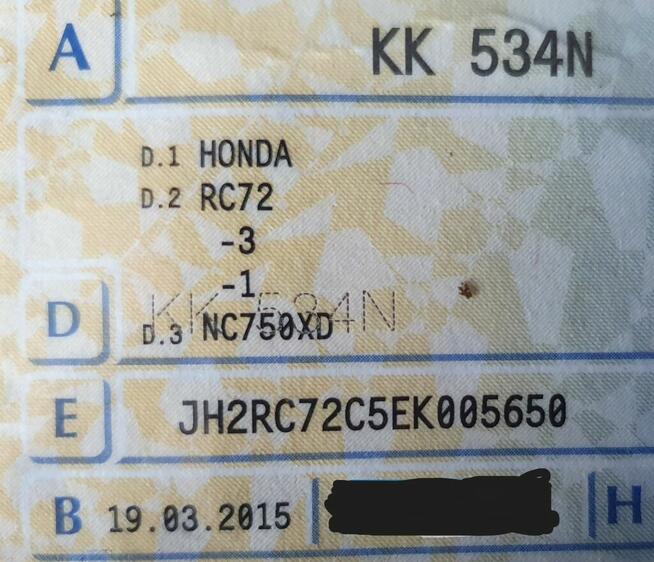 A KK 534N
D.1 HONDA
D.2 RC72
-3
-1
KK 534N
D D.3 NC750XD
E JH2RC72C5EK005650
B 19.03.2015 H